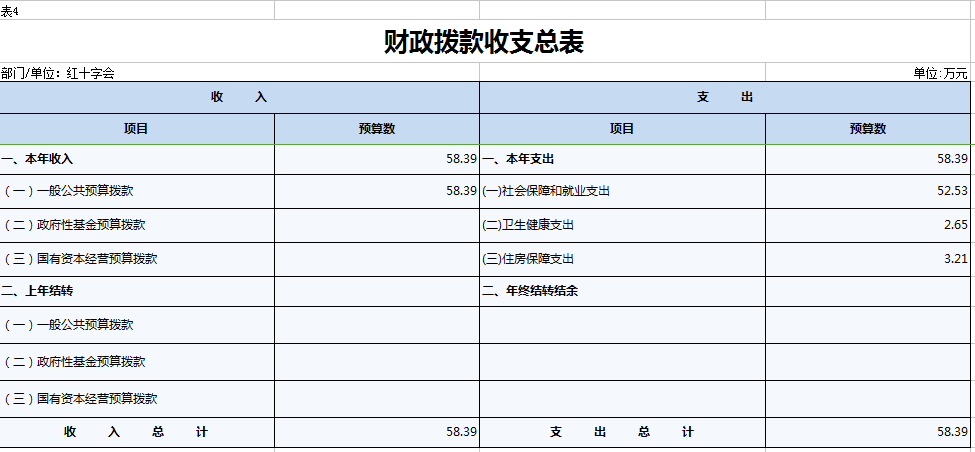 表4
财政拨款收支总表
部门/单位：红十字会 单位:万元
收 入 支 出
项目 预算数 项目 预算数
一、本年收入 58.39 一、本年支出 58.39
（一）一般公共预算拨款 58.39 (一)社会保障和就业支出 52.53
（二）政府性基金预算拨款 (二)卫生健康支出 2.65
（三）国有资本经营预算拨款 (三)住房保障支出 3.21
二、上年结转 二、年终结转结余
（一）一般公共预算拨款
（二）政府性基金预算拨款
（三）国有资本经营预算拨款
收 入 总 计 58.39 支 出 总 计 58.39